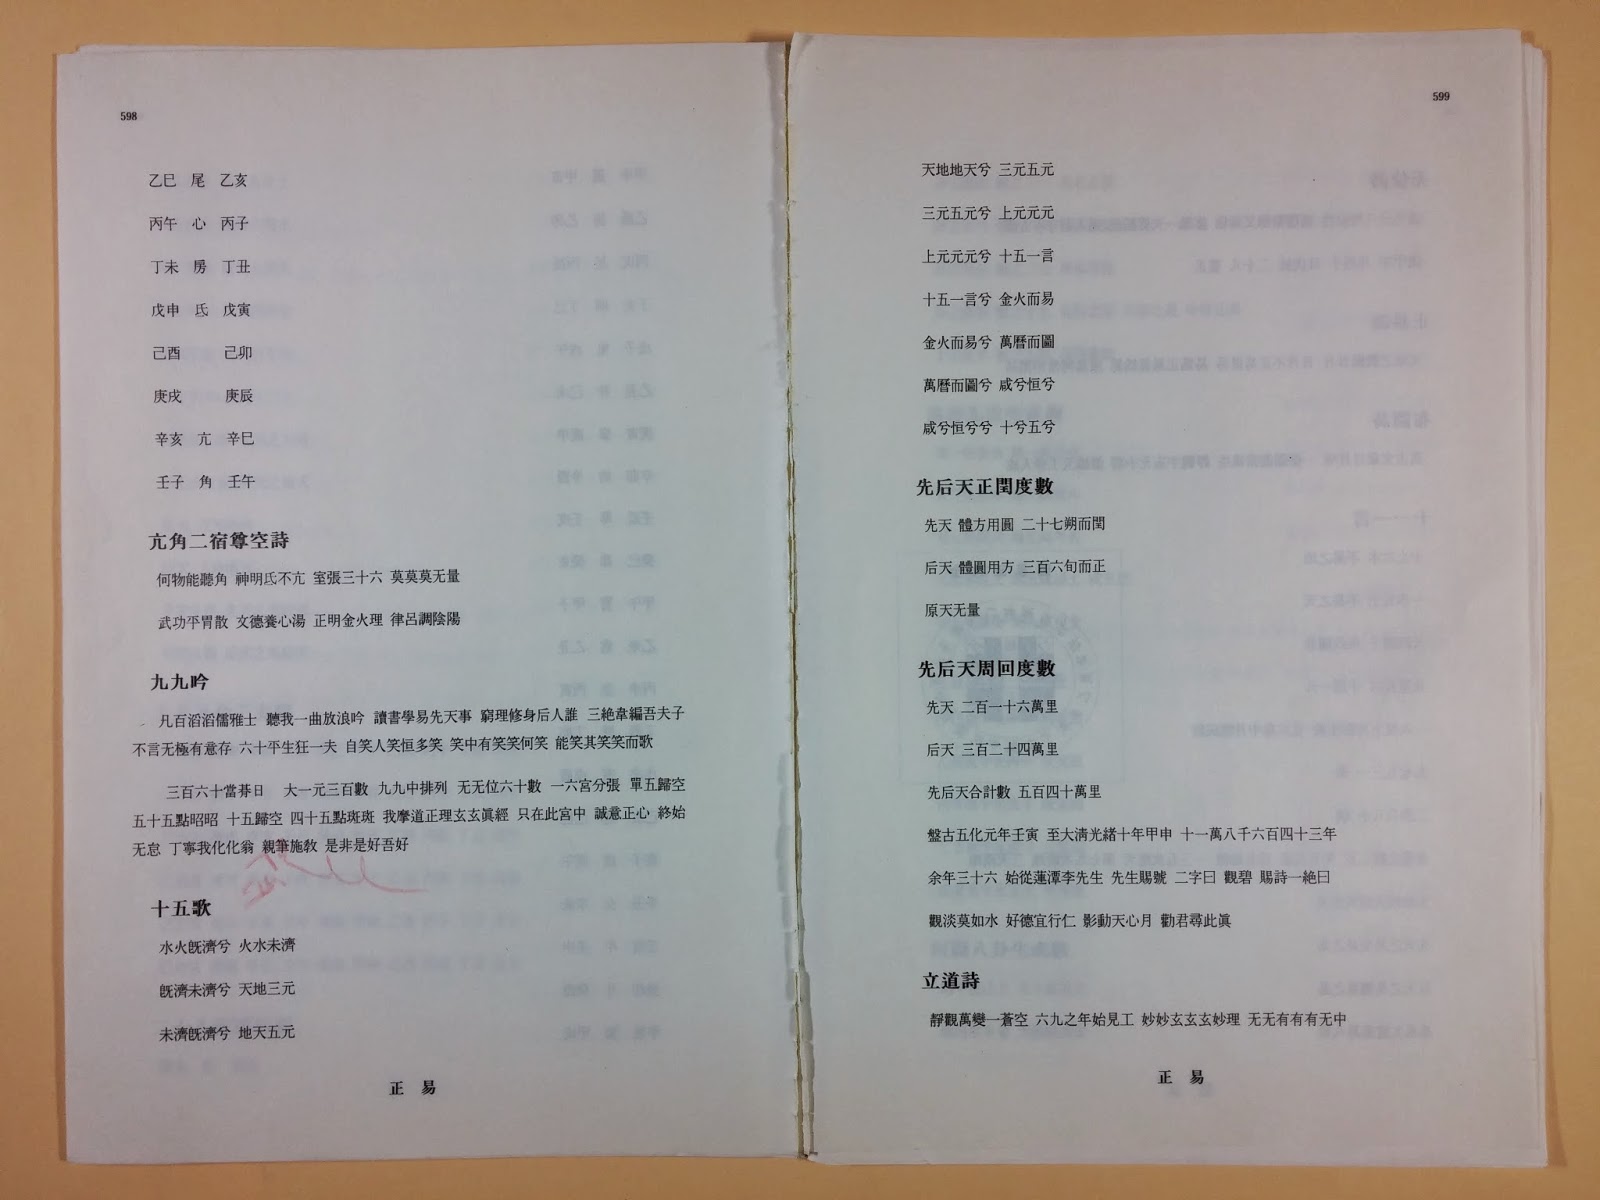 598
乙巳 尾 乙亥
丙午 心 丙子
丁未 房 丁丑
戊申 氐 戊寅
己酉 己卯
庚戌 庚辰
辛亥 亢 辛巳
壬子 角 壬午
亢角二宿尊空詩
何物能聽角 神明氐不亢 室張三十六 莫莫莫无量
武功平胃散 文德養心湯 正明金火理 律呂調陰陽
九九吟
凡百滔滔儒雅士 聽我一曲放浪吟 讀書學易先天事 窮理修身后人誰 三絶韋編吾夫子
不言无極有意存 六十平生狂一夫 自笑人笑恒多笑 笑中有笑笑何笑 能笑其笑笑而歌
三百六十當朞日 大一元三百數 九九中排列 无无位六十數 一六宮分張 單五歸空
五十五點昭昭 十五歸空 四十五點斑斑 我摩道正理玄玄眞經 只在此宮中 誠意正心 終始
无怠 丁寧我化化翁 親筆施敎 是非是好吾好
十五歌
水火旣濟兮 火水未濟
旣濟未濟兮 天地三元
未濟旣濟兮 地天五元
正 易
599
天地地天兮 三元五元
三元五元兮 上元元元
上元元元兮 十五一言
十五一言兮 金火而易
金火而易兮 萬曆而圖
萬曆而圖兮 咸兮恒兮
咸兮恒兮兮 十兮五兮
先后天正閏度數
先天 體方用圓 二十七朔而閏
后天 體圓用方 三百六旬而正
原天无量
先后天周回度數
先天 二百一十六萬里
后天 三百二十四萬里
先后天合計數 五百四十萬里
盤古五化元年壬寅 至大淸光緖十年甲申 十一萬八千六百四十三年
余年三十六 始從蓮潭李先生 先生賜號 二字曰 觀碧 賜詩一絶曰
觀淡莫如水 好德宜行仁 影動天心月 勸君尋此眞
立道詩
靜觀萬變一蒼空 六九之年始見工 妙妙玄玄玄妙理 无无有有有无中
正 易